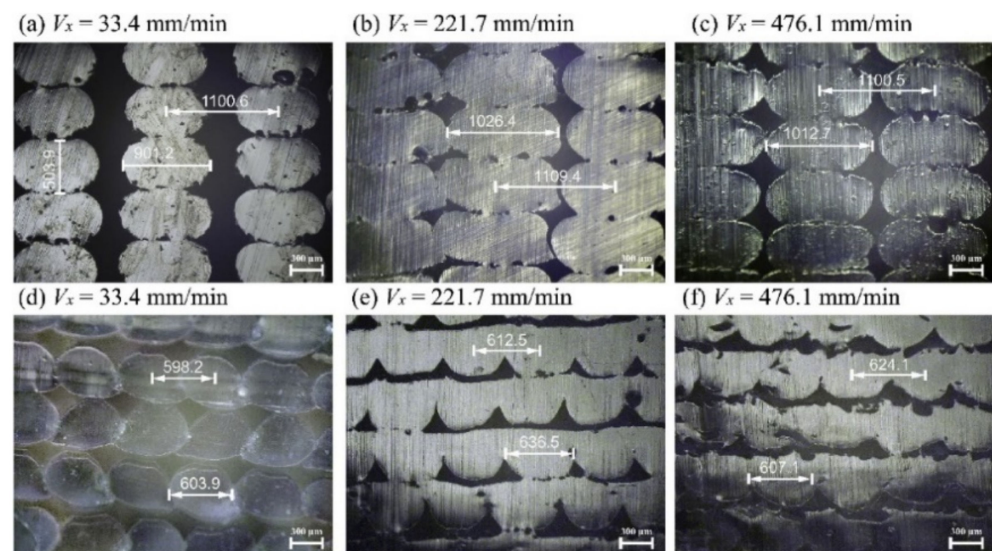 (a) Vx = 33.4 mm/min
(b) Vx = 221.7 mm/min
(c) Vx = 476.1 mm/min
1100.6
901.2
503.9
300 μm
1026.4
1109.4
300 μm
1100.5
1012.7
300 μm
(d) Vx = 33.4 mm/min
(e) Vx = 221.7 mm/min
(f) Vx = 476.1 mm/min
598.2
603.9
300 μm
612.5
636.5
300 μm
624.1
607.1
300 μm